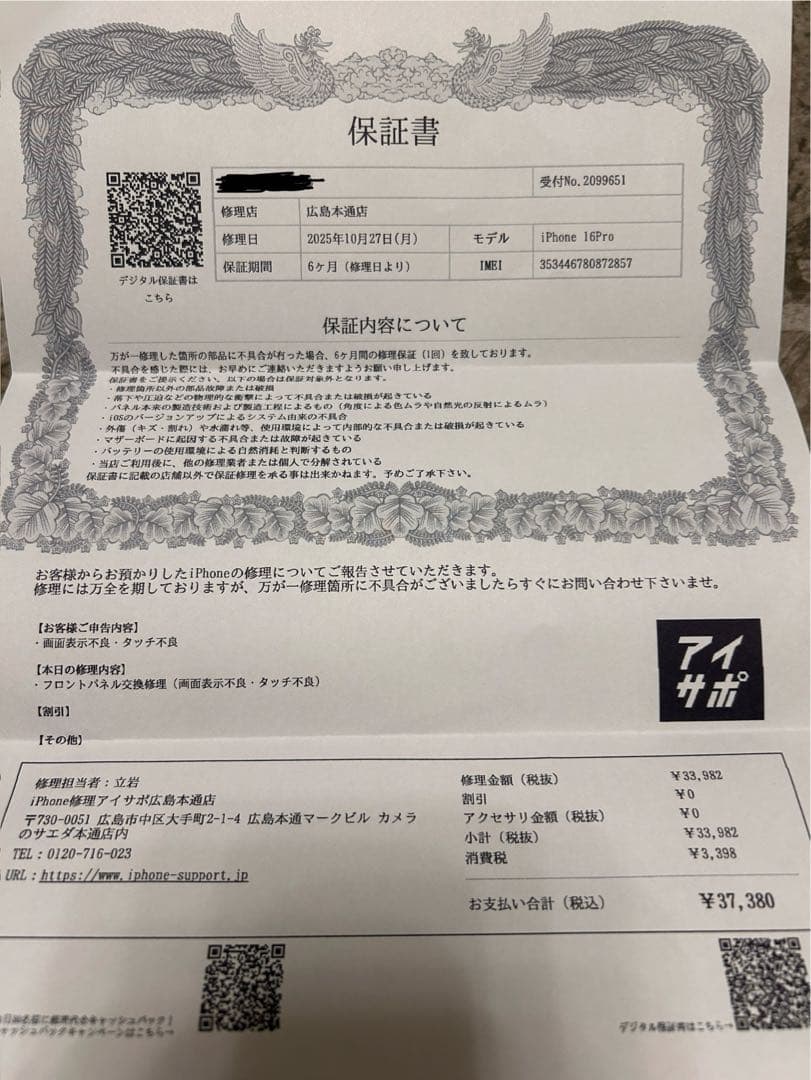 保証書
受付No.2099651
修理店 広島本通店
修理日 2025年10月27日(月) モデル iPhone 16Pro
保証期間 6ケ月（修理日より） IMEI 353446780872857
デジタル保証書は
こちら
保証内容について
万が一修理した箇所の部品に不具合が有った場合、6ケ月間の修理保証（1回）を致しております。
不具合を感じた際には、お早めにご連絡いただきますようお願い申し上げます。
保証書をご提示ください。以下の場合は保証対象外となります。
・修理箇所以外の部品故障または破損
・落下や圧迫などの物理的な衝撃によって不具合または破損が起きている
・パネル本来の製造技術および製造工程によるもの（角度による色ムラや自然光の反射によるムラ）
・iOSのバージョンアップによるシステム由来の不具合
・外傷（キズ・割れ）や水濡れ等、使用環境によって内部的な不具合または破損が起きている
・マザーボードに起因する不具合または故障が起きている
・バッテリーの使用環境による自然消耗と判断するもの
・当店ご利用後に、他の修理業者または個人で分解されている
保証書に記載の店舗以外で保証修理を承る事は出来かねます。予めご了承下さい。
お客様からお預かりしたiPhoneの修理についてご報告させていただきます。
修理には万全を期しておりますが、万が一修理箇所に不具合がございましたらすぐにお問い合わせ下さいませ。
【お客様ご申告内容】
・画面表示不良・タッチ不良
【本日の修理内容】
・フロントパネル交換修理（画面表示不良・タッチ不良）
【割引】
【その他】
アイ
サポ
修理担当者：立岩
iPhone修理アイサポ広島本通店
〒730-0051 広島市中区大手町2-1-4 広島本通マークビル カメラ
のサエダ本通店内
TEL：0120-716-023
URL：https://www.iphone-support.jp
修理金額（税抜） ¥33,982
割引 ¥0
アクセサリ金額（税抜） ¥0
小計（税抜） ¥33,982
消費税 ¥3,398
お支払い合計（税込） ¥37,380
キャッシュバックキャンペーンはこちら→
デジタル保証書はこちら→